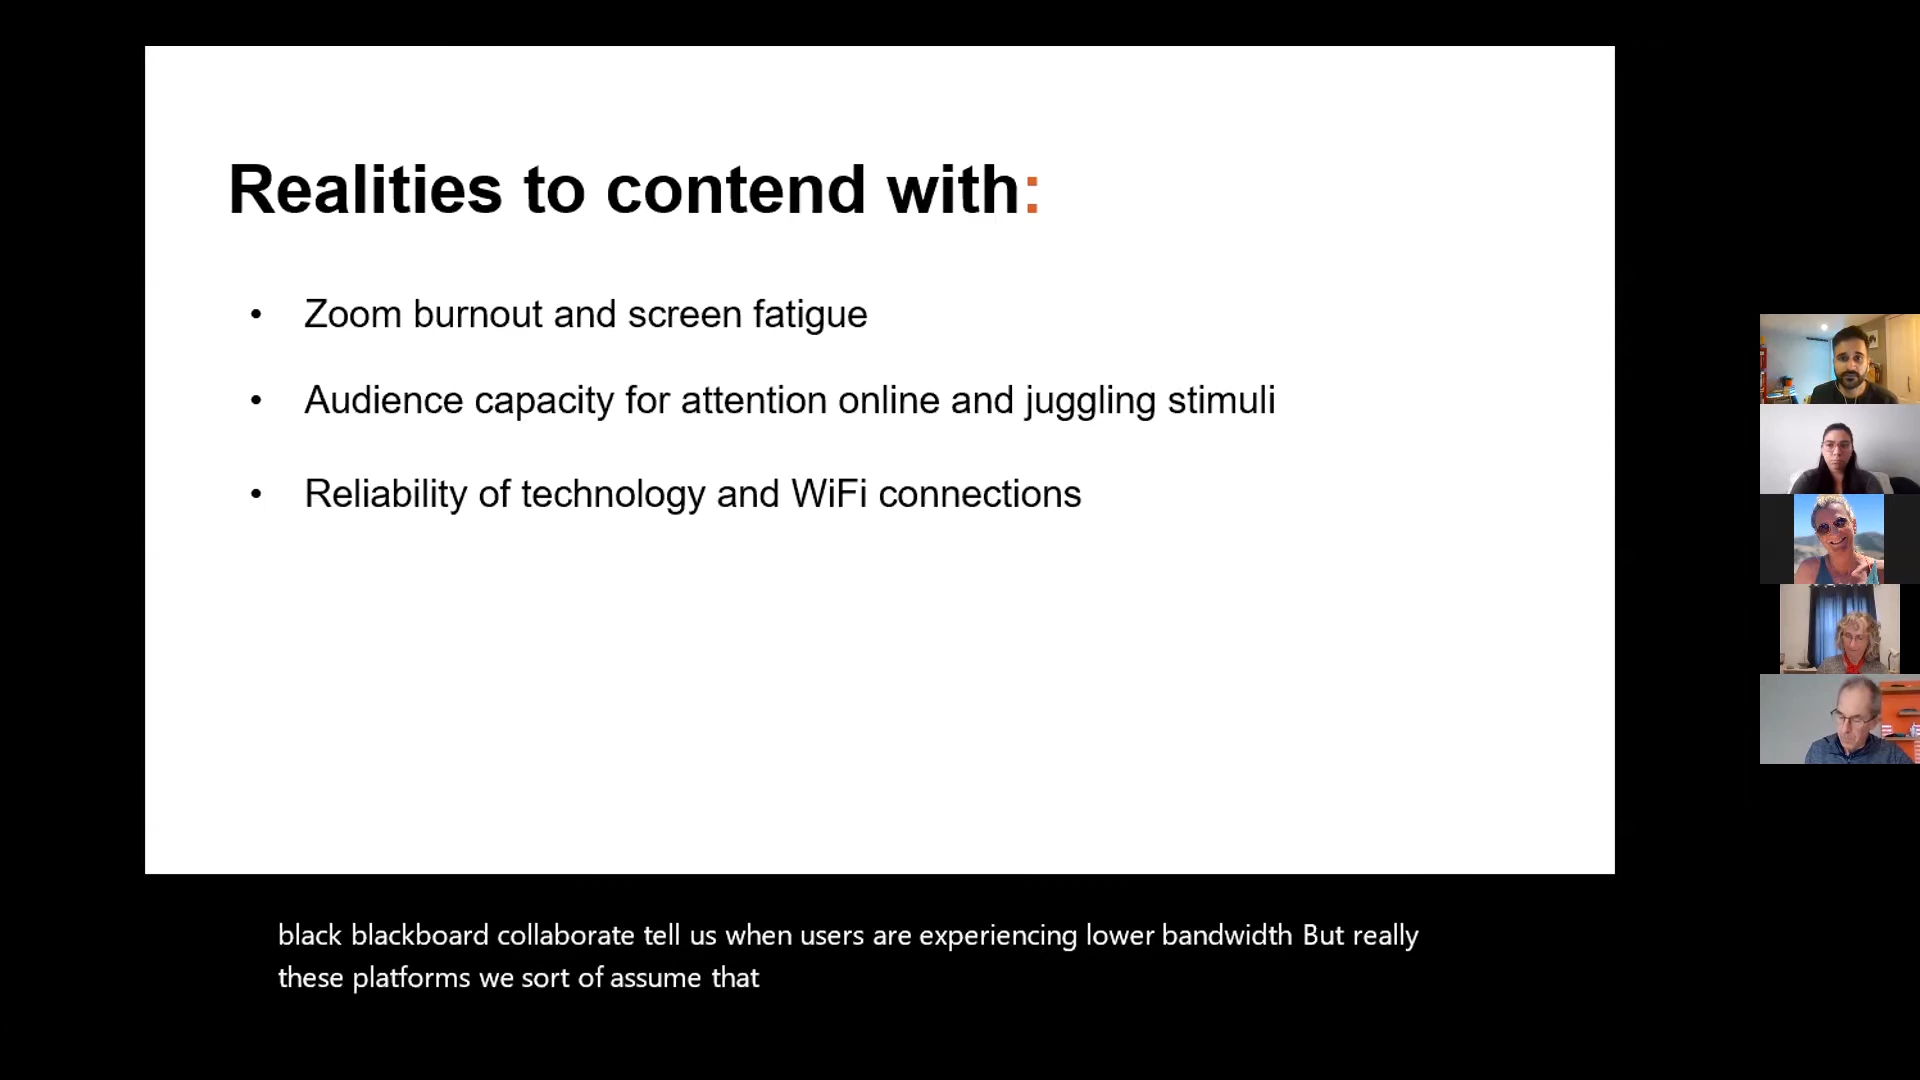 Realities to contend with:
• Zoom burnout and screen fatigue
• Audience capacity for attention online and juggling stimuli
• Reliability of technology and WiFi connections
black blackboard collaborate tell us when users are experiencing lower bandwidth But really
these platforms we sort of assume that